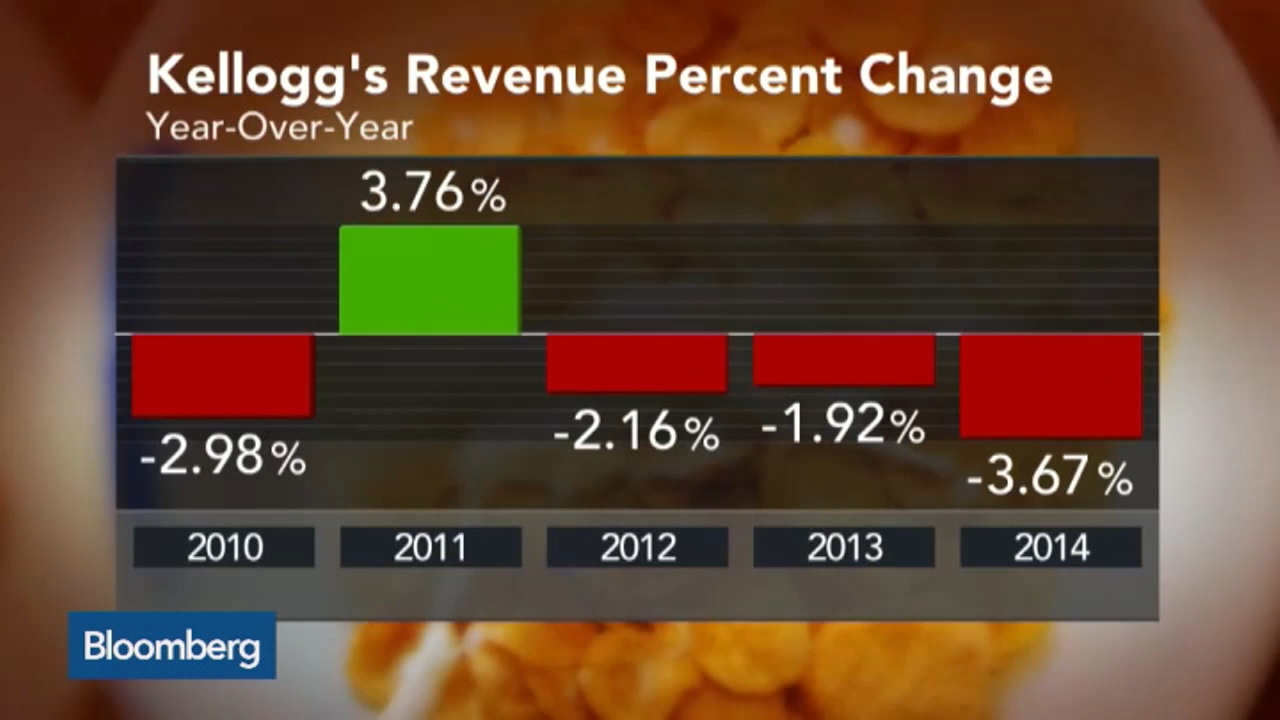 Kellogg's Revenue Percent Change
Year-Over-Year
3.76%
-2.98%
-2.16%
-1.92%
-3.67%
2010 2011 2012 2013 2014
Bloomberg